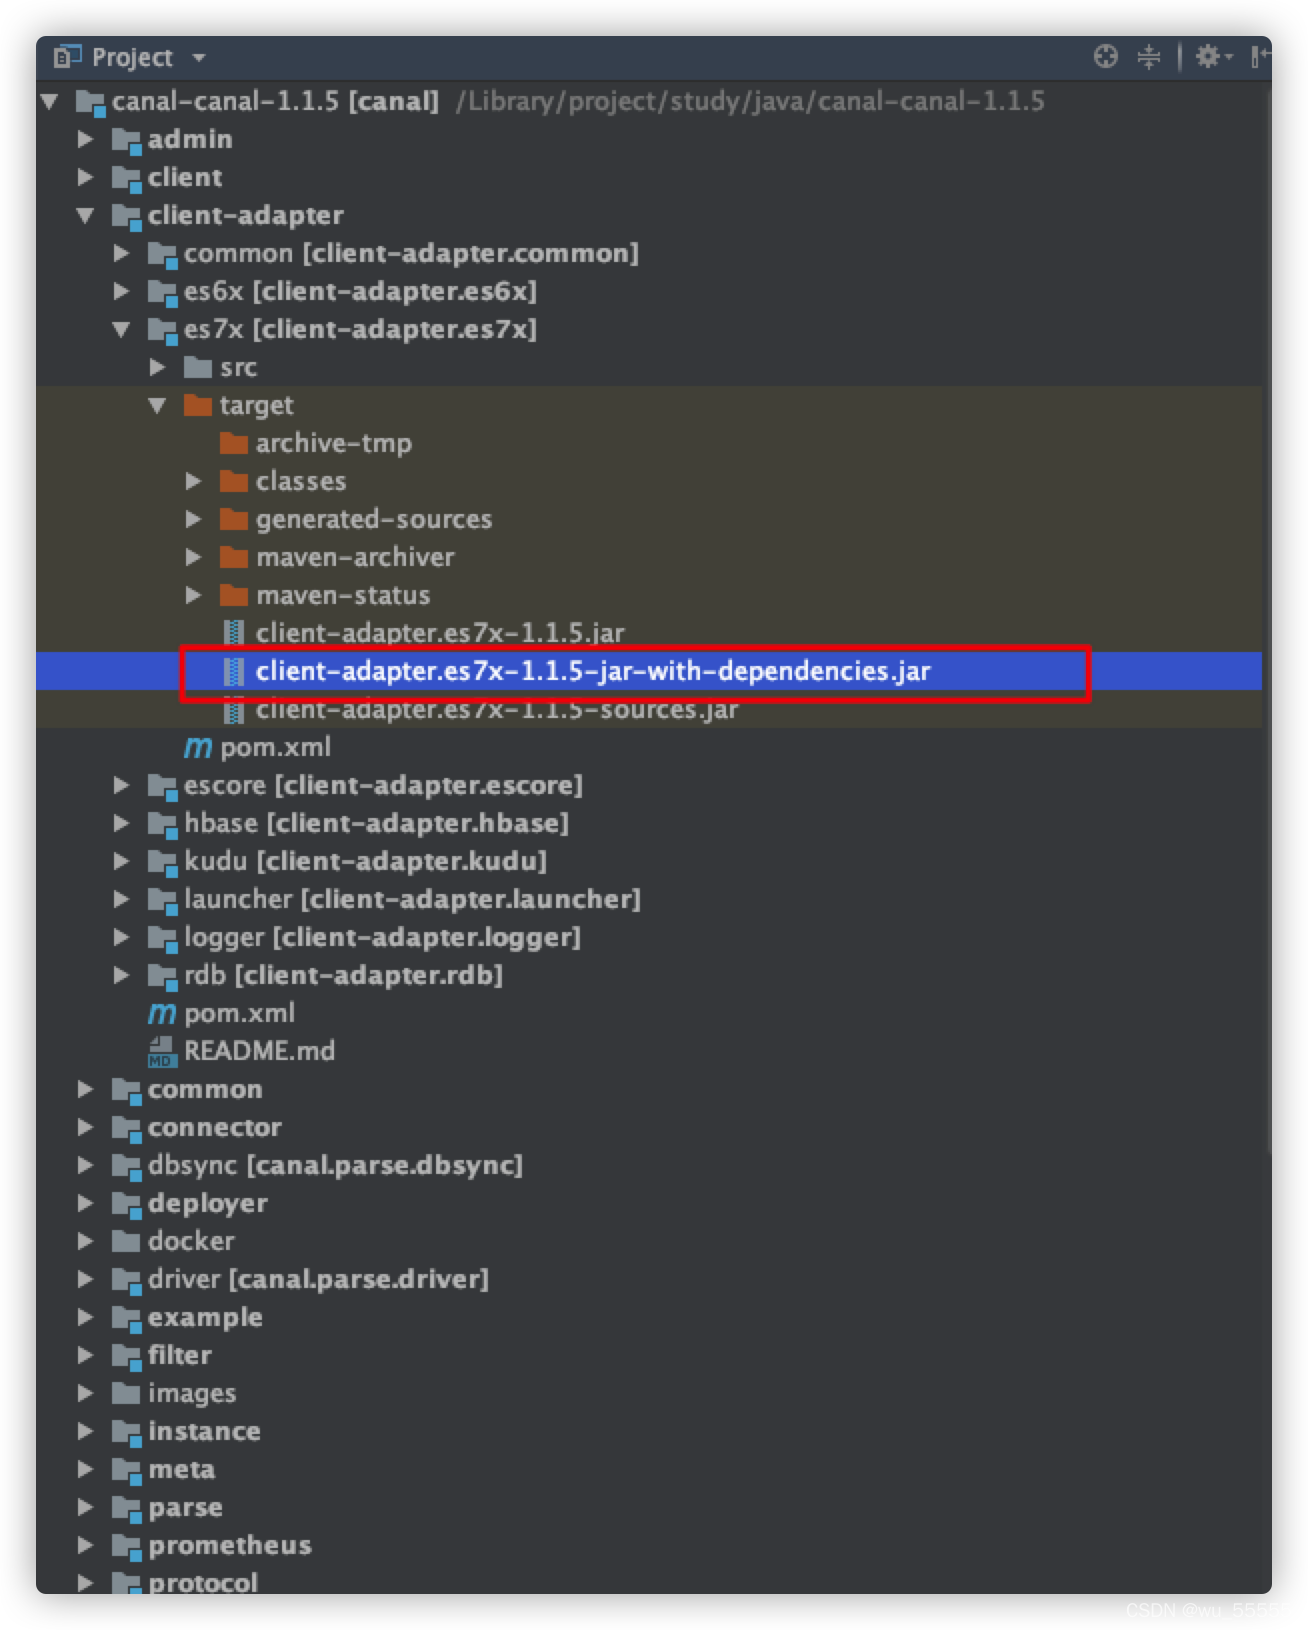 Project
canal-canal-1.1.5 [canal] /Library/project/study/java/canal-canal-1.1.5
admin
client
client-adapter
common [client-adapter.common]
es6x [client-adapter.es6x]
es7x [client-adapter.es7x]
src
target
archive-tmp
classes
generated-sources
maven-archiver
maven-status
client-adapter.es7x-1.1.5.jar
client-adapter.es7x-1.1.5-jar-with-dependencies.jar
client-adapter.es7x-1.1.5-sources.jar
m pom.xml
escore [client-adapter.escore]
hbase [client-adapter.hbase]
kudu [client-adapter.kudu]
launcher [client-adapter.launcher]
logger [client-adapter.logger]
rdb [client-adapter.rdb]
m pom.xml
MD README.md
common
connector
dbsync [canal.parse.dbsync]
deployer
docker
driver [canal.parse.driver]
example
filter
images
instance
meta
parse
prometheus
protocol
CSDN @wu_5555